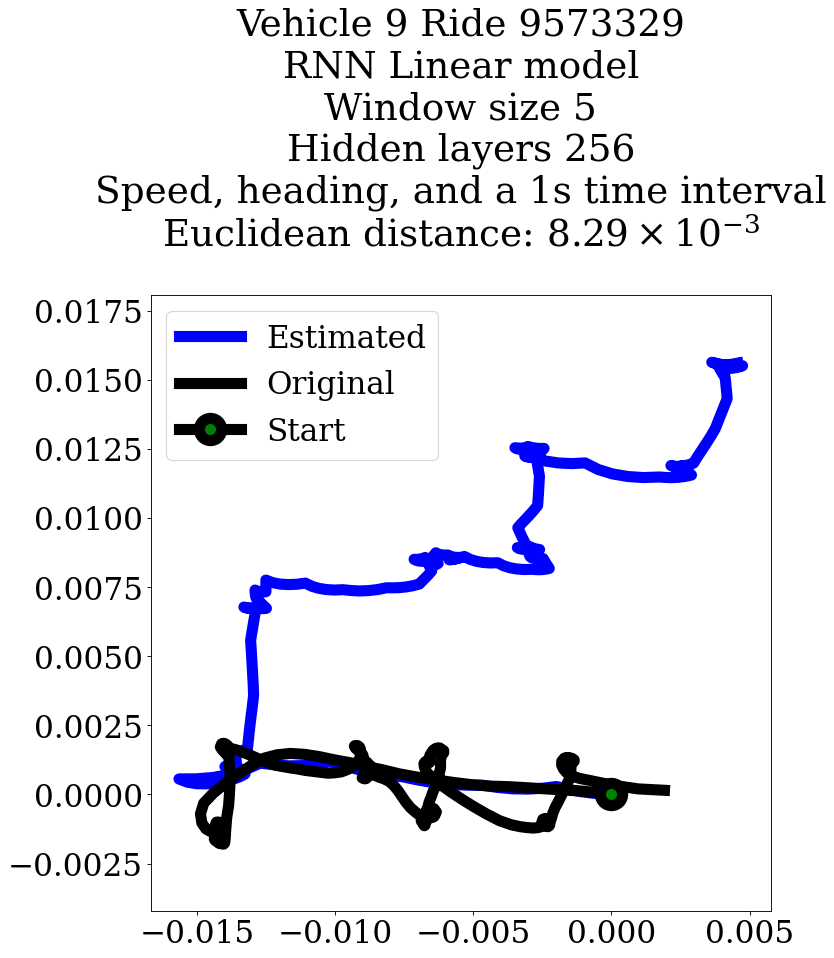 Vehicle 9 Ride 9573329
RNN Linear model
Window size 5
Hidden layers 256
Speed, heading, and a 1s time interval
Euclidean distance: 8.29 × 10⁻³
Estimated
Original
Start
0.0175
0.0150
0.0125
0.0100
0.0075
0.0050
0.0025
0.0000
−0.0025
−0.015 −0.010 −0.005 0.000 0.005